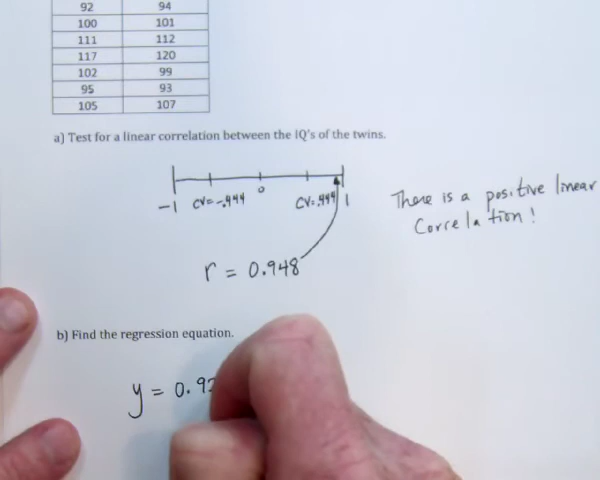 92 94
100 101
111 112
117 120
102 99
95 93
105 107
a) Test for a linear correlation between the IQ's of the twins.
-1 CV=-.444 0 CV=.444 1
There is a positive linear
Correlation!
r = 0.948
b) Find the regression equation.
y = 0.92